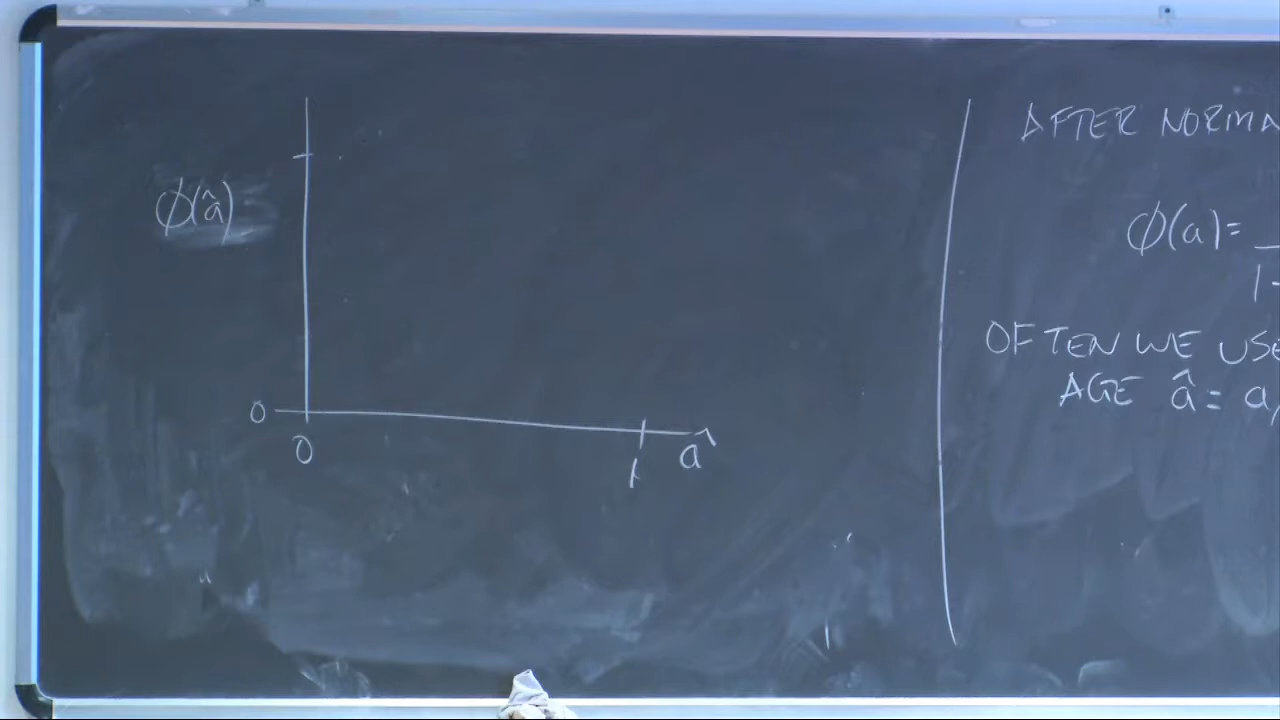 ϕ(â)
0
0
1
â
AFTER NORMA
ϕ(a)=
1-
OFTEN WE USE
AGE â = a,